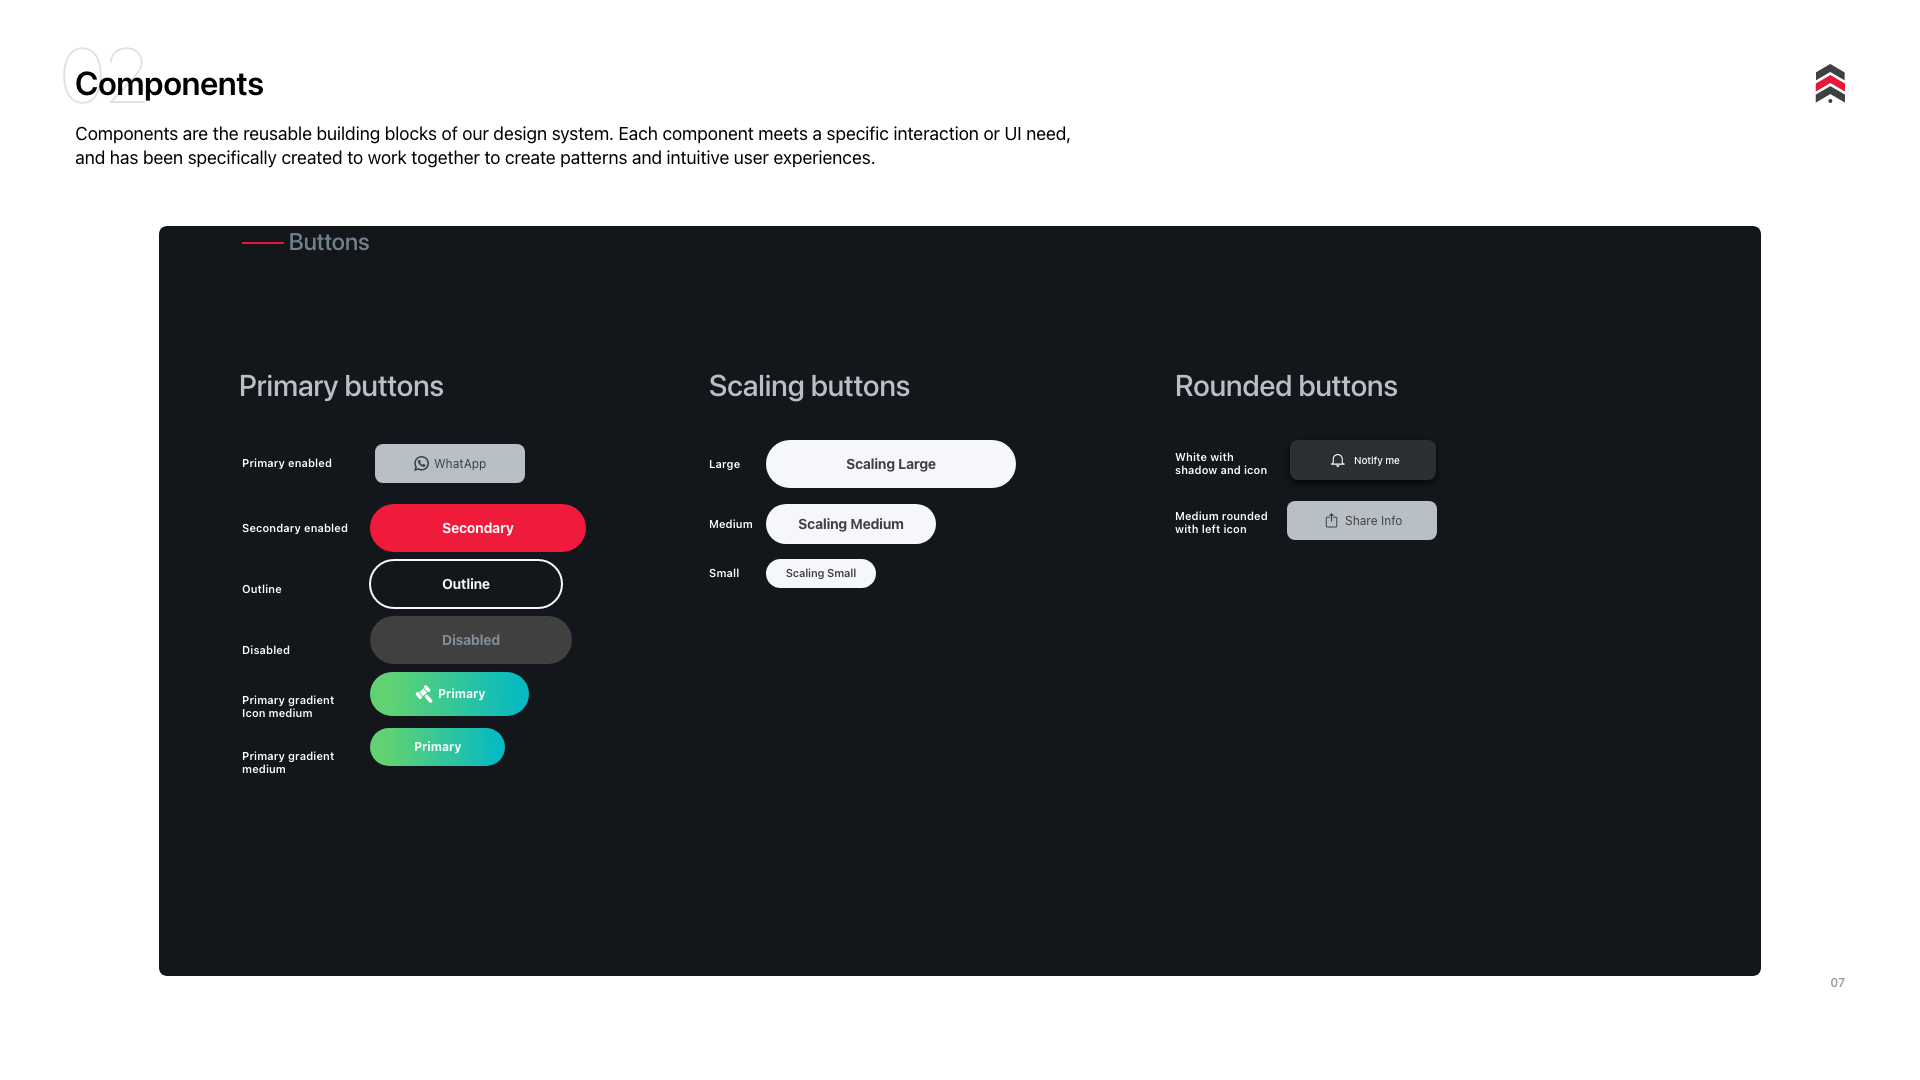 02
Components
Components are the reusable building blocks of our design system. Each component meets a specific interaction or UI need,
and has been specifically created to work together to create patterns and intuitive user experiences.
Buttons
Primary buttons
Primary enabled
WhatApp
Secondary enabled
Secondary
Outline
Outline
Disabled
Disabled
Primary gradient
Icon medium
Primary
Primary gradient
medium
Primary
Scaling buttons
Large
Scaling Large
Medium
Scaling Medium
Small
Scaling Small
Rounded buttons
White with
shadow and icon
Notify me
Medium rounded
with left icon
Share Info
07